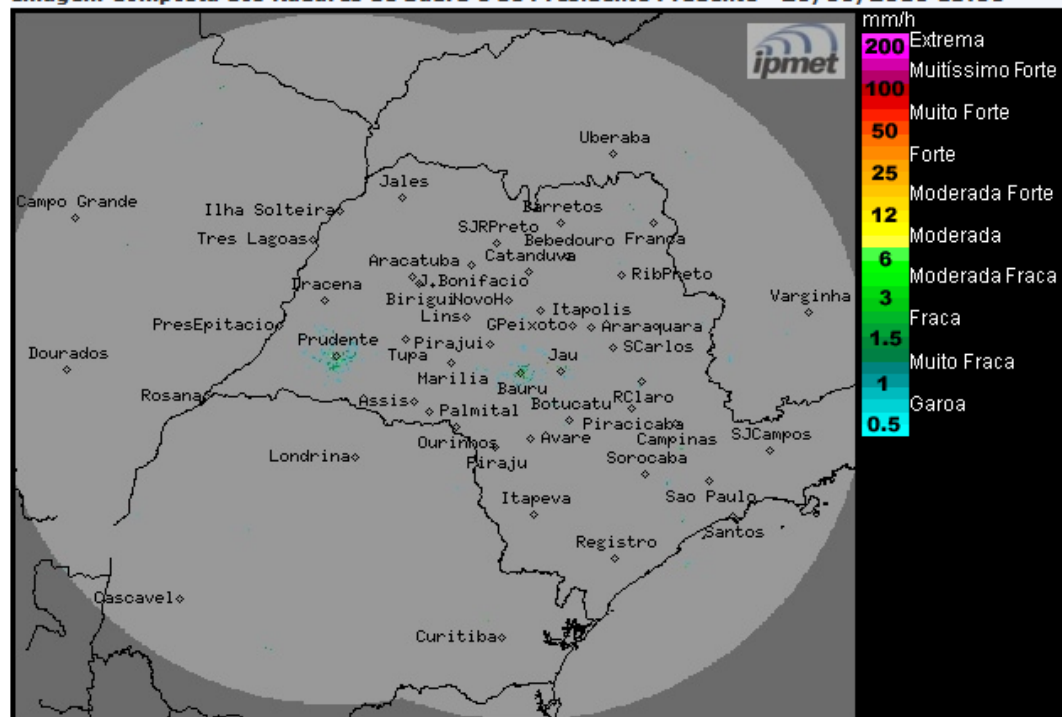 mm/h
200 Extrema
Muitíssimo Forte
100
Muito Forte
50
Forte
25
Moderada Forte
12
Moderada
6
Moderada Fraca
3
Fraca
1.5
Muito Fraca
1
Garoa
0.5
ipmet
Uberaba
Jales
Campo Grande
Ilha Solteira
Barretos
SJRPreto
Tres Lagoas
Bebedouro
Franca
Catanduva
Aracatuba
J.Bonifacio
RibPreto
Dracena
Birigui
NovoH
Varginha
Itapolis
Lins
PresEpitacio
GPeixoto
Araraquara
Prudente
Pirajui
SCarlos
Dourados
Tupa
Jau
Marilia
Bauru
Rosana
Assis
RClaro
Botucatu
Palmital
Piracicaba
Ourinhos
Avare
Campinas
SJCampos
Londrina
Piraju
Sorocaba
Itapeva
Sao Paulo
Santos
Registro
Cascavel
Curitiba